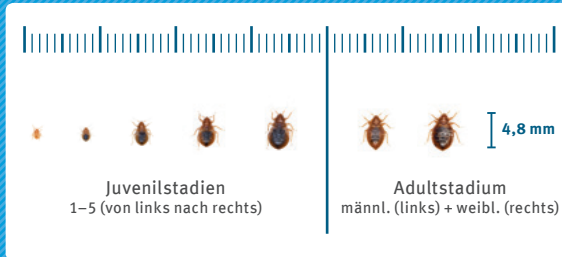 4,8 mm
Juvenilstadien
1–5 (von links nach rechts)
Adultstadium
männl. (links) + weibl. (rechts)